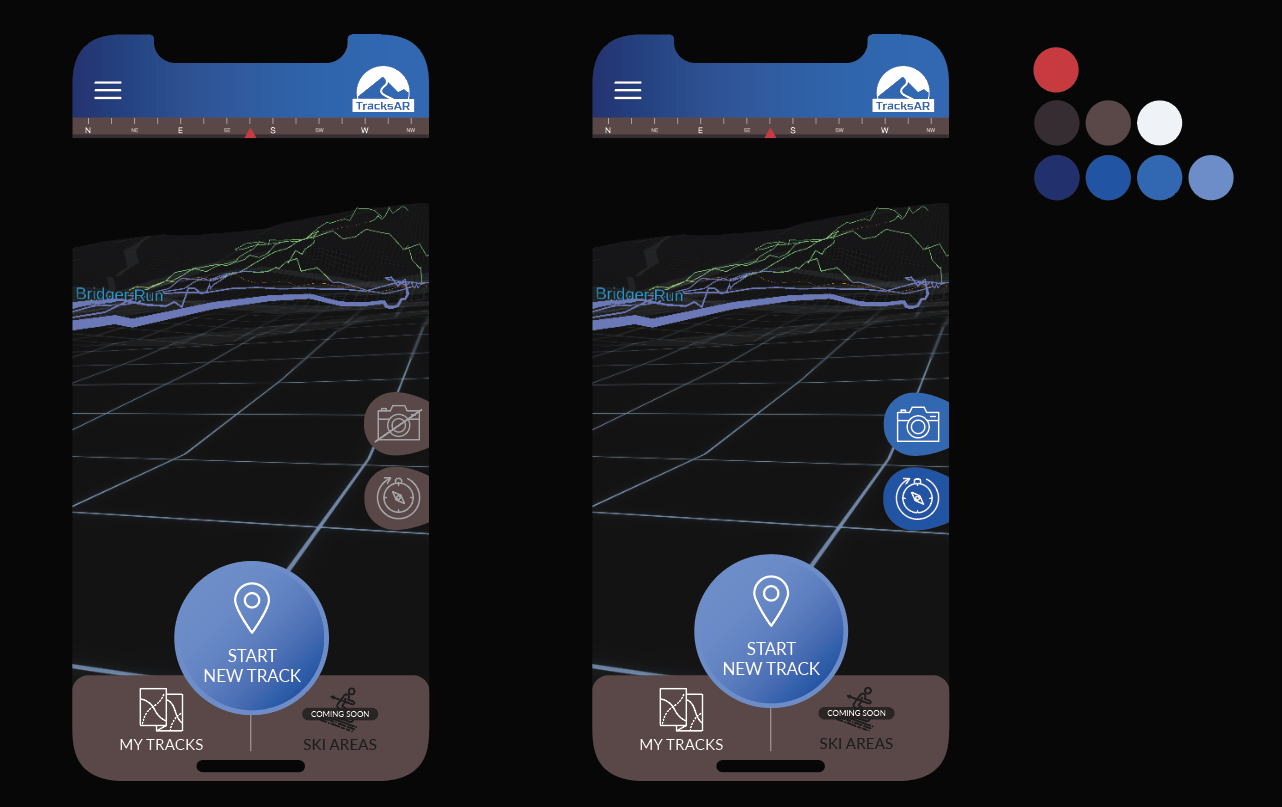 TracksAR
N NE E SE S SW W NW
Bridger Run
START
NEW TRACK
COMING SOON
MY TRACKS
SKI AREAS
TracksAR
N NE E SE S SW W NW
Bridger Run
START
NEW TRACK
COMING SOON
MY TRACKS
SKI AREAS